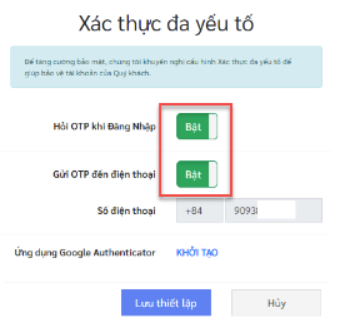 Xác thực đa yếu tố
Để tăng cường bảo mật, chúng tôi khuyên nghị cấu hình Xác thực đa yếu tố để
giúp bảo vệ tài khoản của Quý khách.
Hỏi OTP khi Đăng Nhập Bật
Gửi OTP đến điện thoại Bật
Số điện thoại +84 9093
Ứng dụng Google Authenticator KHỞI TẠO
Lưu thiết lập Hủy